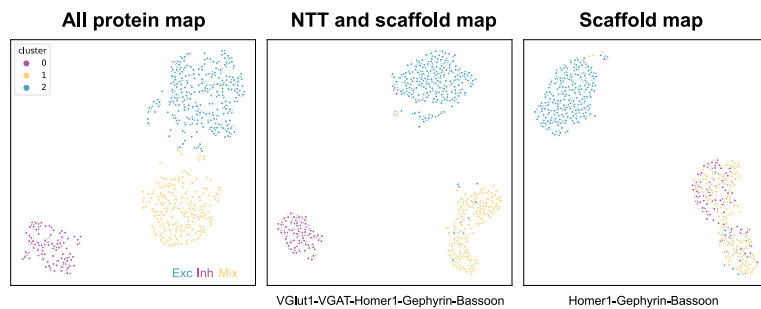 All protein map
NTT and scaffold map
Scaffold map
cluster
0
1
2
Exc Inh Mix
VGlut1-VGAT-Homer1-Gephyrin-Bassoon
Homer1-Gephyrin-Bassoon